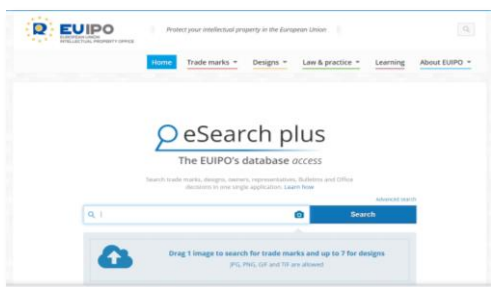 EUIPO
EUROPEAN UNION
INTELLECTUAL PROPERTY OFFICE
Protect your intellectual property in the European Union
Home Trade marks Designs Law & practice Learning About EUIPO
eSearch plus
The EUIPO's database access
Search trade marks, designs, owners, representatives, Bulletins and Office
decisions in one single application. Learn how
Advanced search
Search
Drag 1 image to search for trade marks and up to 7 for designs
JPG, PNG, GIF and TIF are allowed